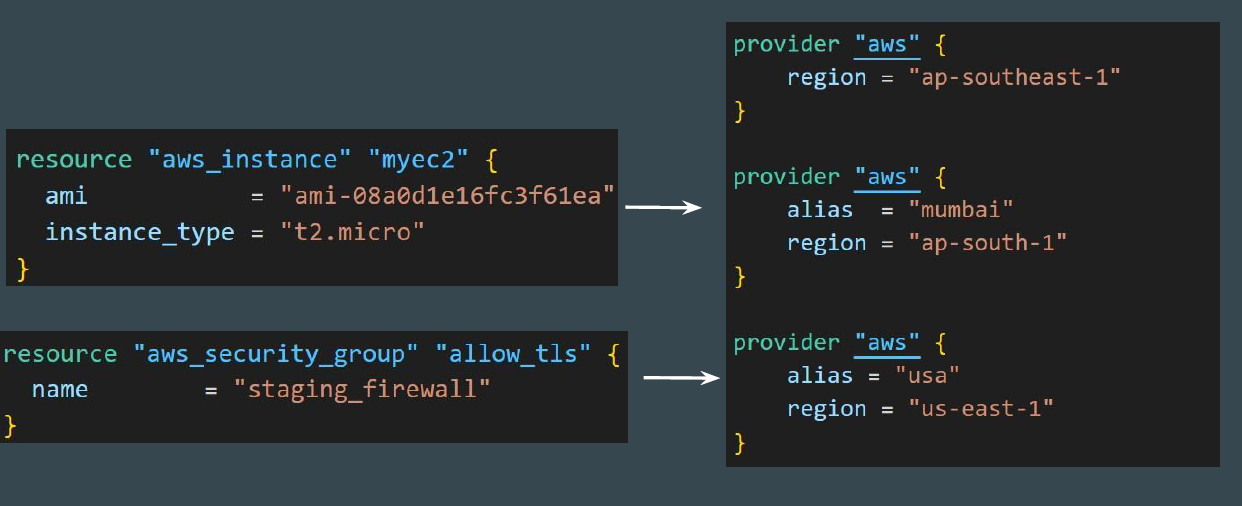 resource "aws_instance" "myec2" {
  ami           = "ami-08a0d1e16fc3f61ea"
  instance_type = "t2.micro"
}
resource "aws_security_group" "allow_tls" {
  name        = "staging_firewall"
}
provider "aws" {
    region = "ap-southeast-1"
}
provider "aws" {
    alias  = "mumbai"
    region = "ap-south-1"
}
provider "aws" {
    alias = "usa"
    region = "us-east-1"
}